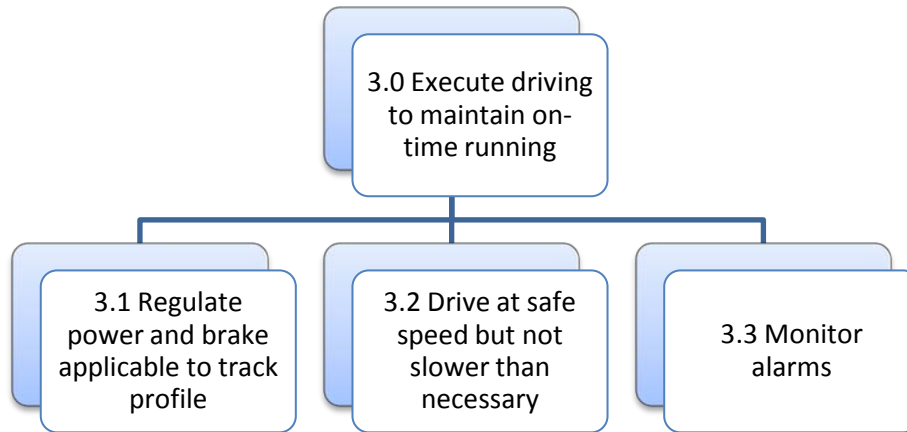 3.0 Execute driving
to maintain on-
time running
3.1 Regulate
power and brake
applicable to track
profile
3.2 Drive at safe
speed but not
slower than
necessary
3.3 Monitor
alarms